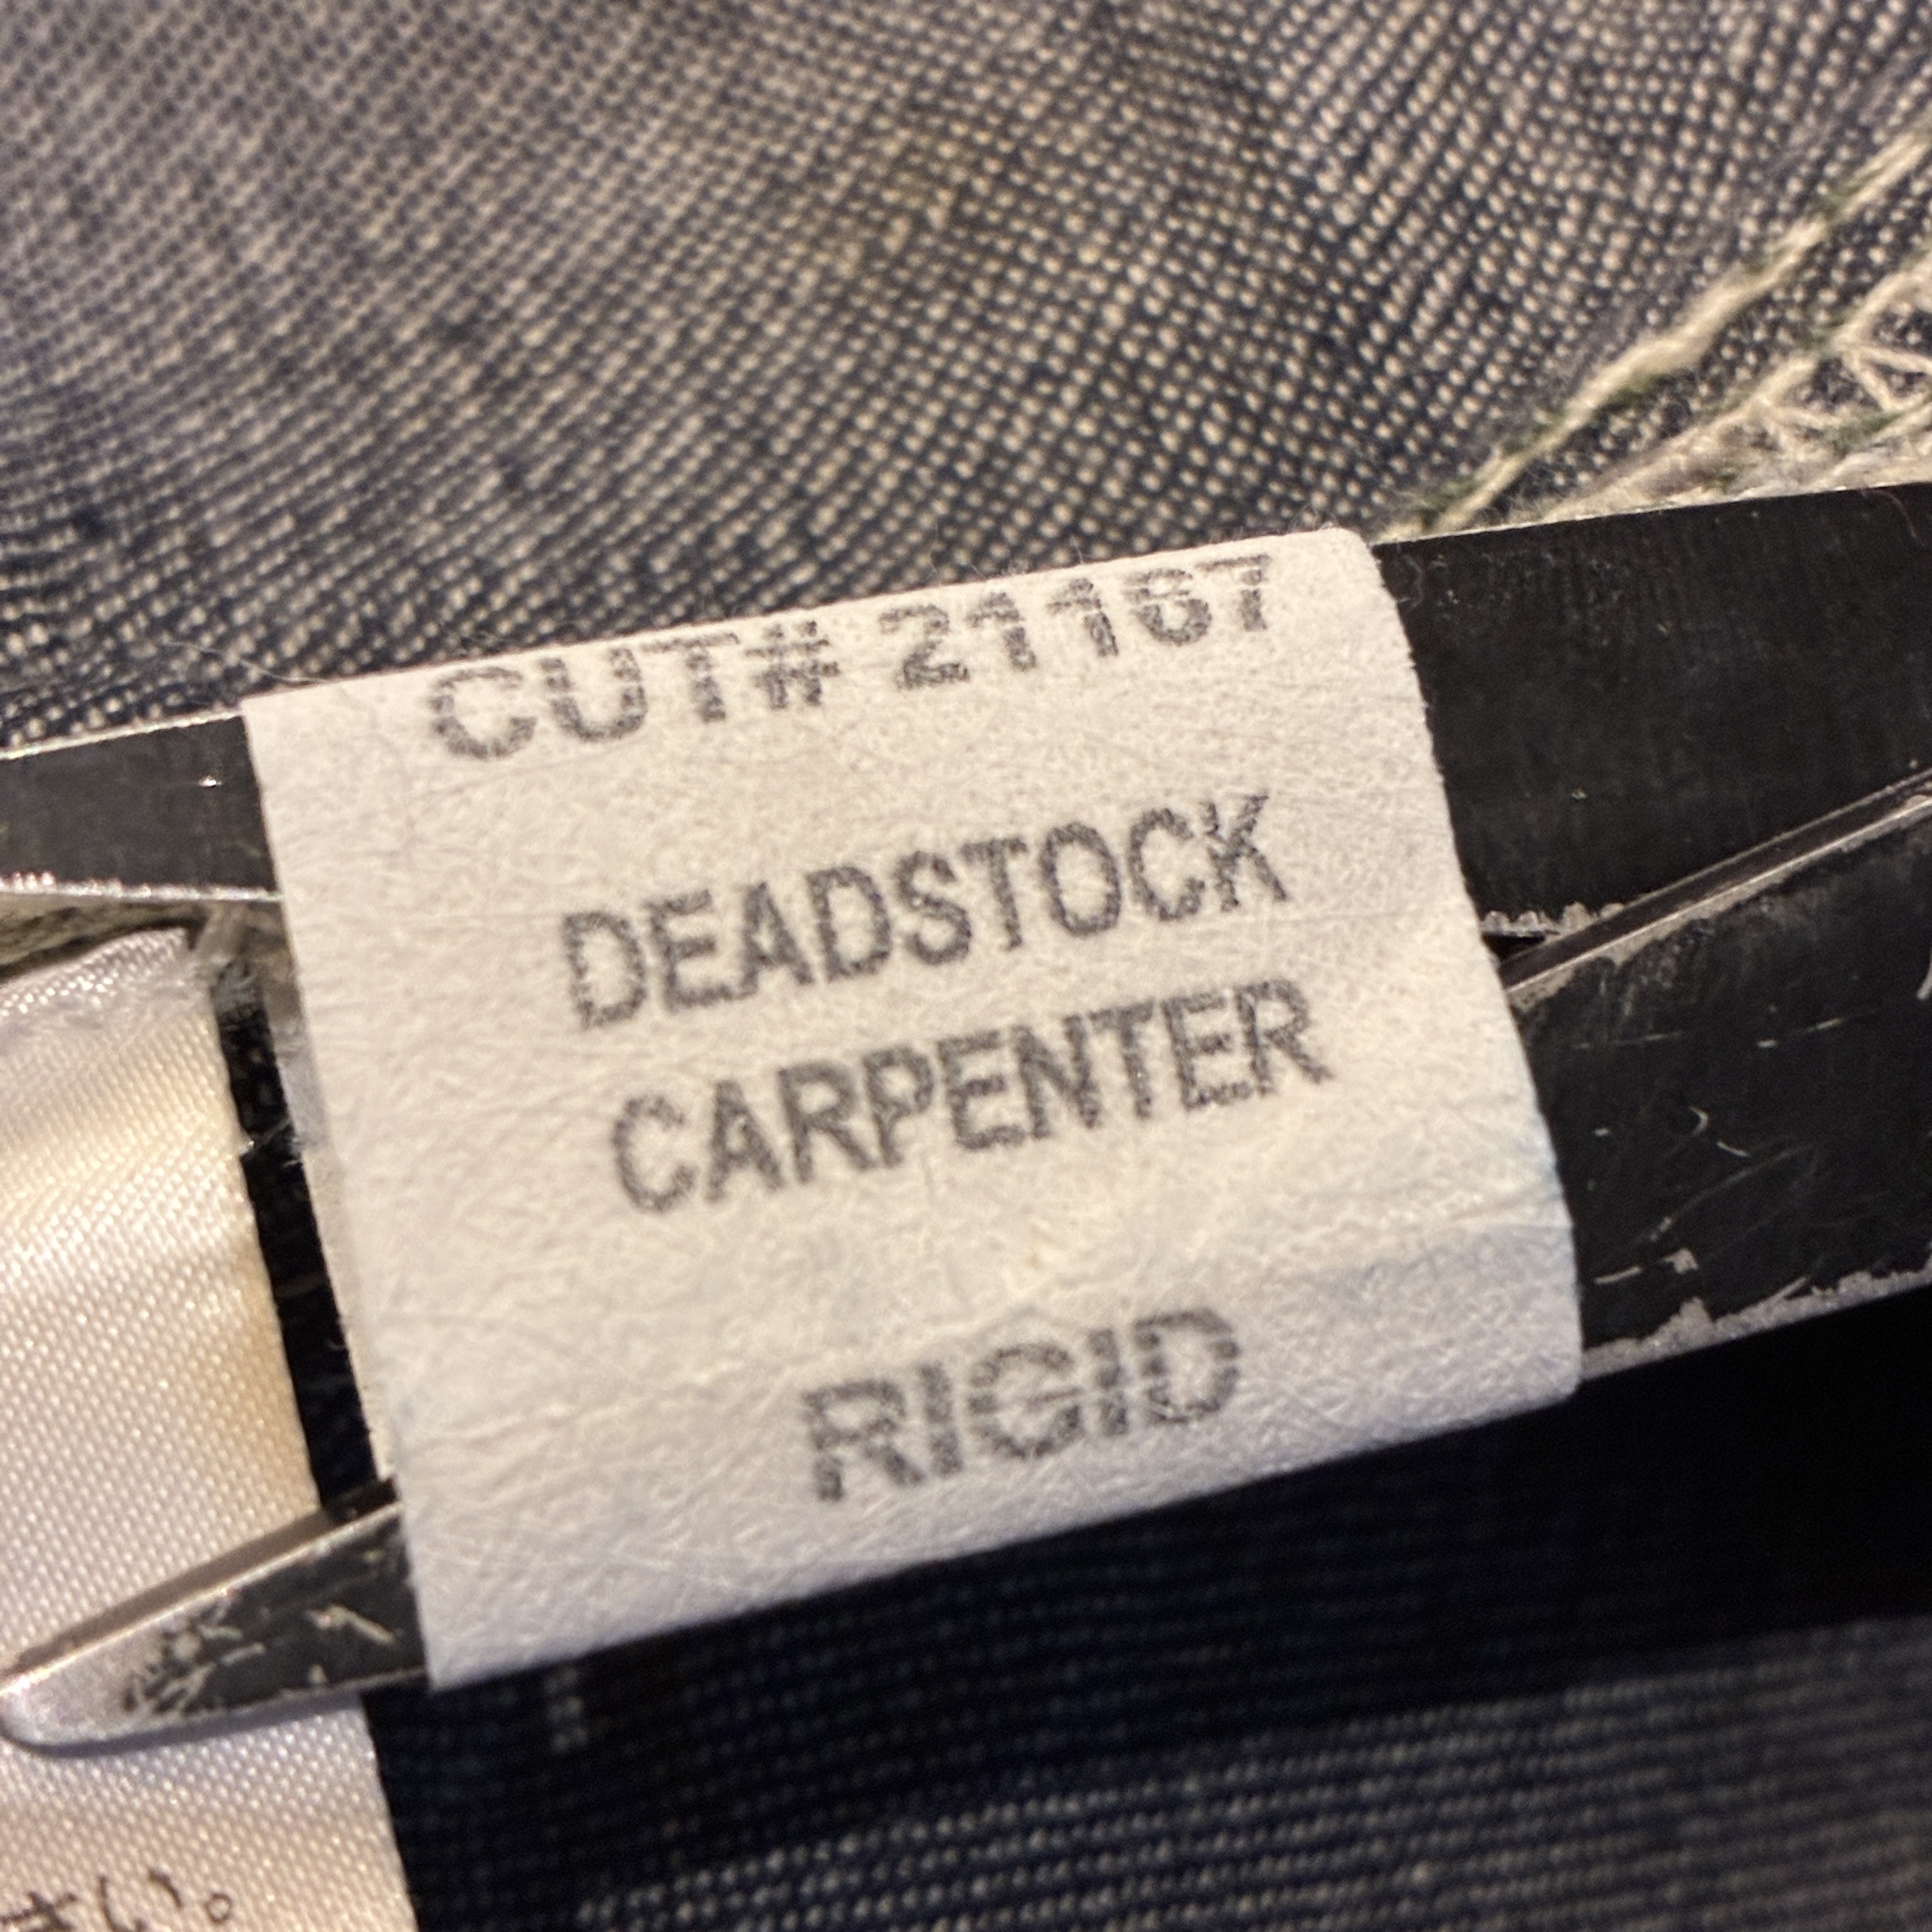 CUT# 21167
DEADSTOCK
CARPENTER
RIGID